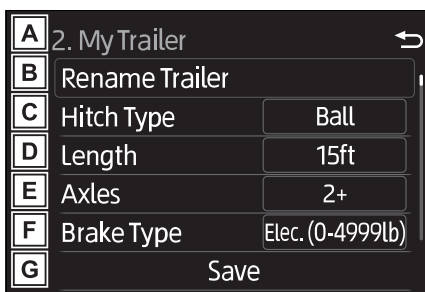 A 2. My Trailer
B Rename Trailer
C Hitch Type Ball
D Length 15ft
E Axles 2+
F Brake Type Elec. (0-4999lb)
G Save